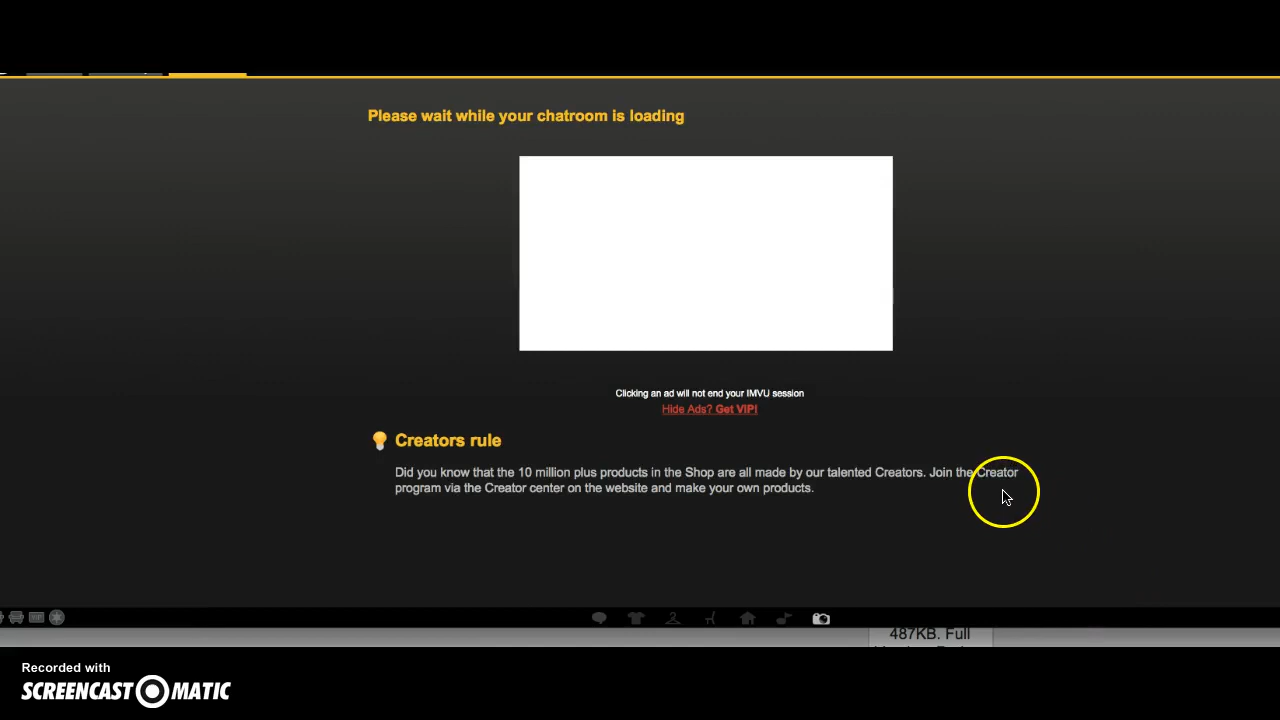 Please wait while your chatroom is loading
Clicking an ad will not end your IMVU session
Hide Ads? Get VIP!
Creators rule
Did you know that the 10 million plus products in the Shop are all made by our talented Creators. Join the Creator
program via the Creator center on the website and make your own products.
VIP
487KB. Full
Recorded with
SCREENCAST MATIC